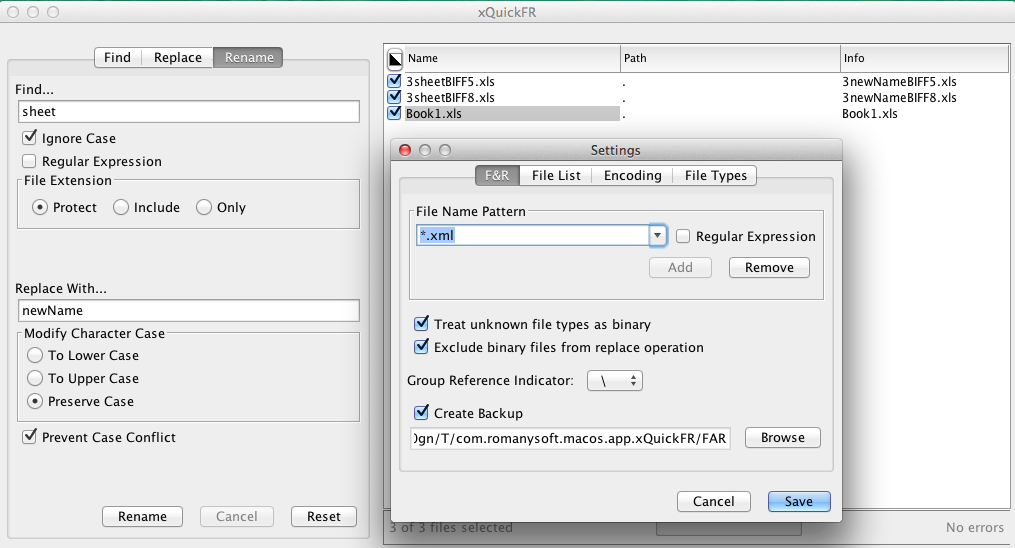 xQuickFR
Find Replace Rename
Find...
sheet
Ignore Case
Regular Expression
File Extension
Protect Include Only
Replace With...
newName
Modify Character Case
To Lower Case
To Upper Case
Preserve Case
Prevent Case Conflict
Rename Cancel Reset
Name Path Info
3sheetBIFF5.xls . 3newNameBIFF5.xls
3sheetBIFF8.xls . 3newNameBIFF8.xls
Book1.xls . Book1.xls
Settings
F&R File List Encoding File Types
File Name Pattern
*.xml Regular Expression
Add Remove
Treat unknown file types as binary
Exclude binary files from replace operation
Group Reference Indicator: \
Create Backup
gn/T/com.romanysoft.macos.app.xQuickFR/FAR Browse
Cancel Save
3 of 3 files selected No errors